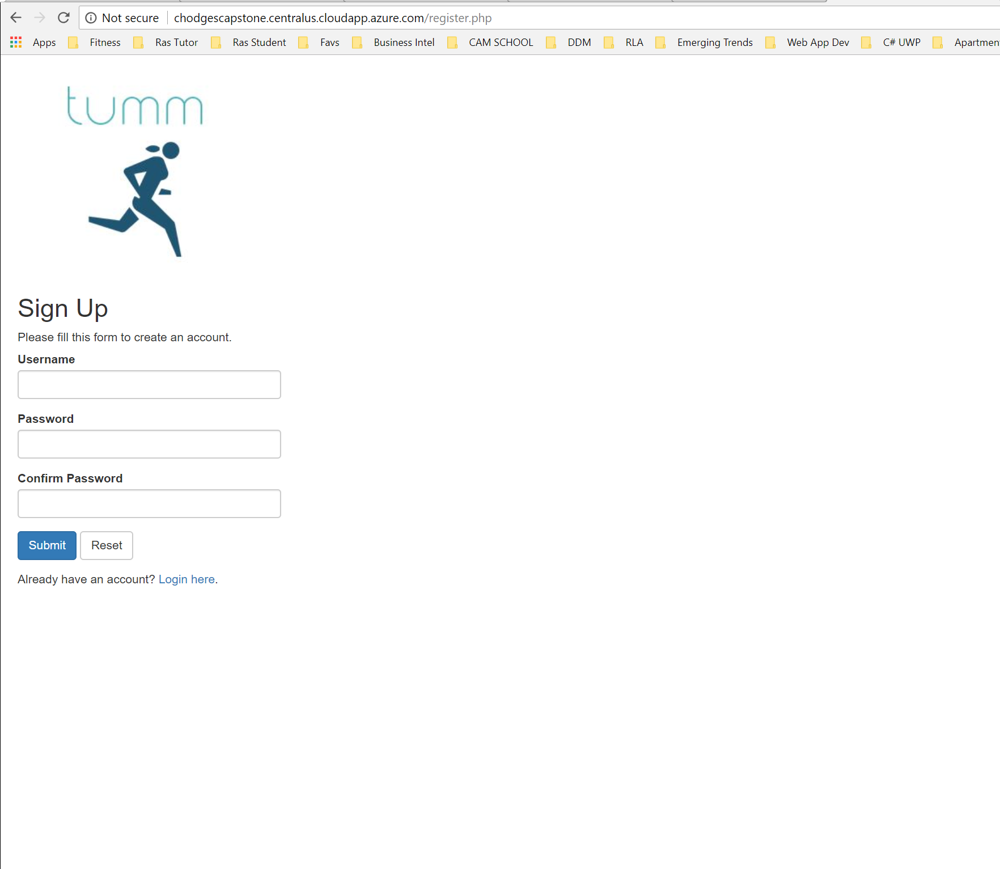 Not secure chodgescapstone.centralus.cloudapp.azure.com/register.php
Apps Fitness Ras Tutor Ras Student Favs Business Intel CAM SCHOOL DDM RLA Emerging Trends Web App Dev C# UWP Apartmen
tumm
Sign Up
Please fill this form to create an account.
Username
Password
Confirm Password
Submit Reset
Already have an account? Login here.